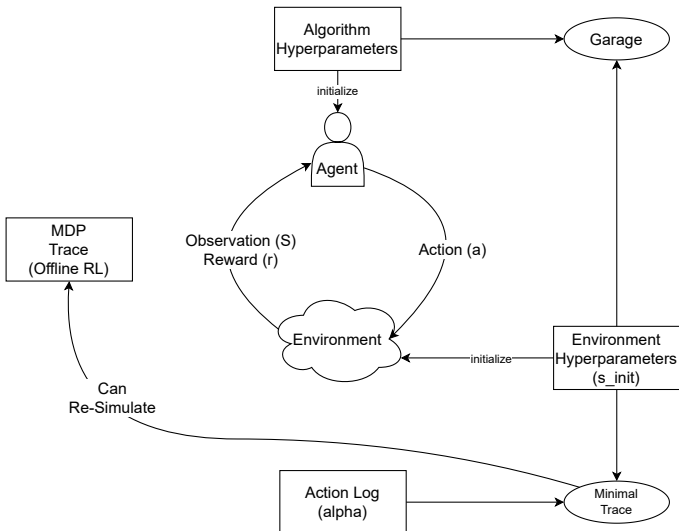 Algorithm
Hyperparameters
Garage
initialize
Agent
MDP
Trace
(Offline RL)
Observation (S)
Reward (r)
Action (a)
Environment
initialize
Environment
Hyperparameters
(s_init)
Can
Re-Simulate
Action Log
(alpha)
Minimal
Trace